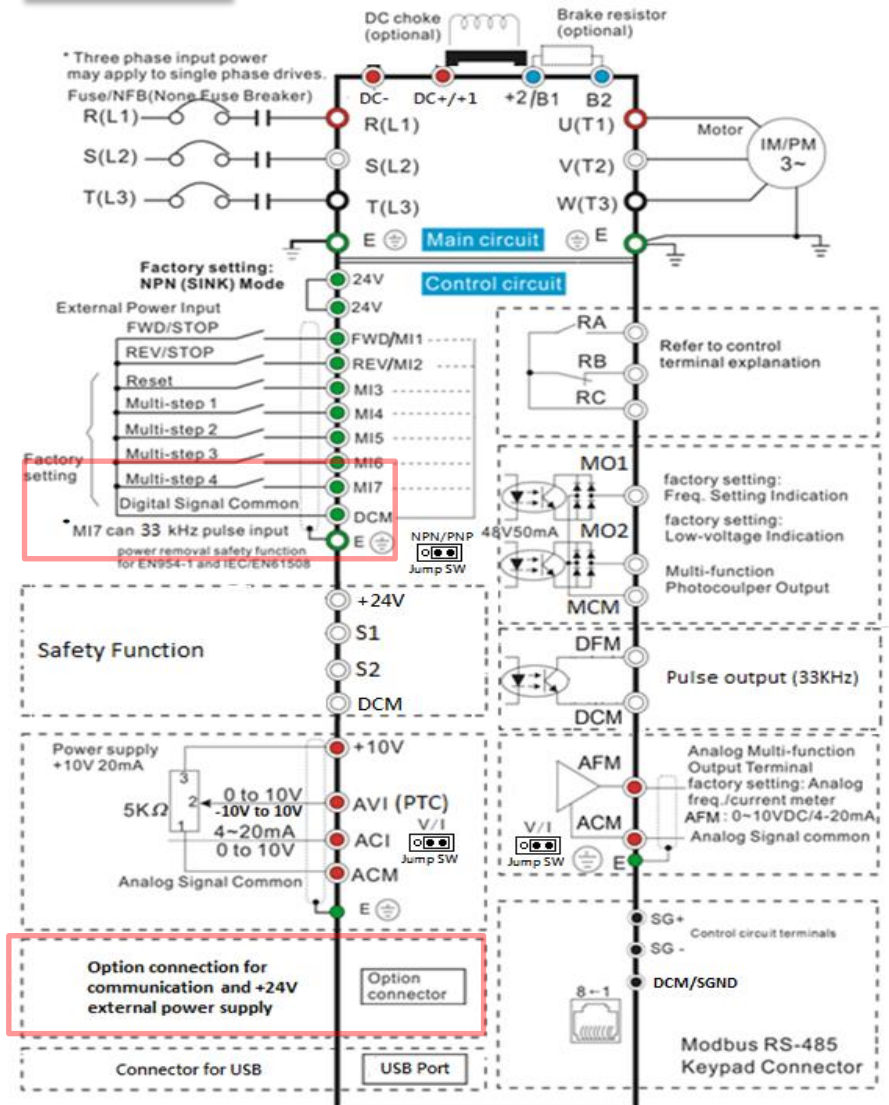 DC choke
(optional)
Brake resistor
(optional)
* Three phase input power
may apply to single phase drives.
Fuse/NFB(None Fuse Breaker)
DC-
DC+/+1
+2/B1
B2
R(L1)
R(L1)
U(T1)
Motor
IM/PM
3~
S(L2)
S(L2)
V(T2)
T(L3)
T(L3)
W(T3)
E
Main circuit
E
Factory setting:
NPN (SINK) Mode
24V
Control circuit
External Power Input
24V
FWD/STOP
FWD/MI1
REV/STOP
REV/MI2
Reset
MI3
Multi-step 1
MI4
Multi-step 2
MI5
Multi-step 3
MI6
Factory
setting
Multi-step 4
MI7
Digital Signal Common
DCM
* MI7 can 33 kHz pulse input
E
NPN/PNP
Jump SW
power removal safety function
for EN954-1 and IEC/EN61508
RA
RB
RC
Refer to control
terminal explanation
MO1
factory setting:
Freq. Setting Indication
48V50mA
MO2
factory setting:
Low-voltage Indication
Multi-function
Photocoulper Output
MCM
Safety Function
+24V
S1
S2
DCM
DFM
Pulse output (33KHz)
DCM
Power supply
+10V 20mA
+10V
3
5KΩ
2
1
0 to 10V
-10V to 10V
AVI (PTC)
4~20mA
0 to 10V
ACI
V/I
Jump SW
Analog Signal Common
ACM
E
AFM
Analog Multi-function
Output Terminal
factory setting: Analog
freq./current meter
AFM : 0~10VDC/4-20mA
V/I
Jump SW
ACM
Analog Signal common
E
Option connection for
communication and +24V
external power supply
Option
connector
SG+
Control circuit terminals
SG -
DCM/SGND
8←1
Modbus RS-485
Keypad Connector
Connector for USB
USB Port